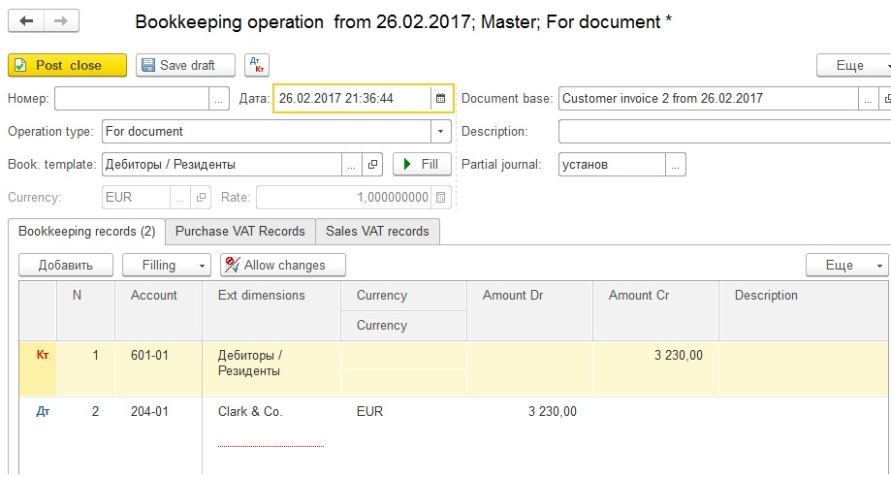 Bookkeeping operation from 26.02.2017; Master; For document *
Post close Save draft Дт Кт Еще
Номер: ... Дата: 26.02.2017 21:36:44 Document base: Customer invoice 2 from 26.02.2017 ...
Operation type: For document Description:
Book. template: Дебиторы / Резиденты ... Fill Partial journal: установ ...
Currency: EUR ... Rate: 1,000000000
Bookkeeping records (2) Purchase VAT Records Sales VAT records
Добавить Filling Allow changes Еще
N Account Ext dimensions Currency Amount Dr Amount Cr Description
Currency
Кт 1 601-01 Дебиторы / 3 230,00
Резиденты
Дт 2 204-01 Clark & Co. EUR 3 230,00